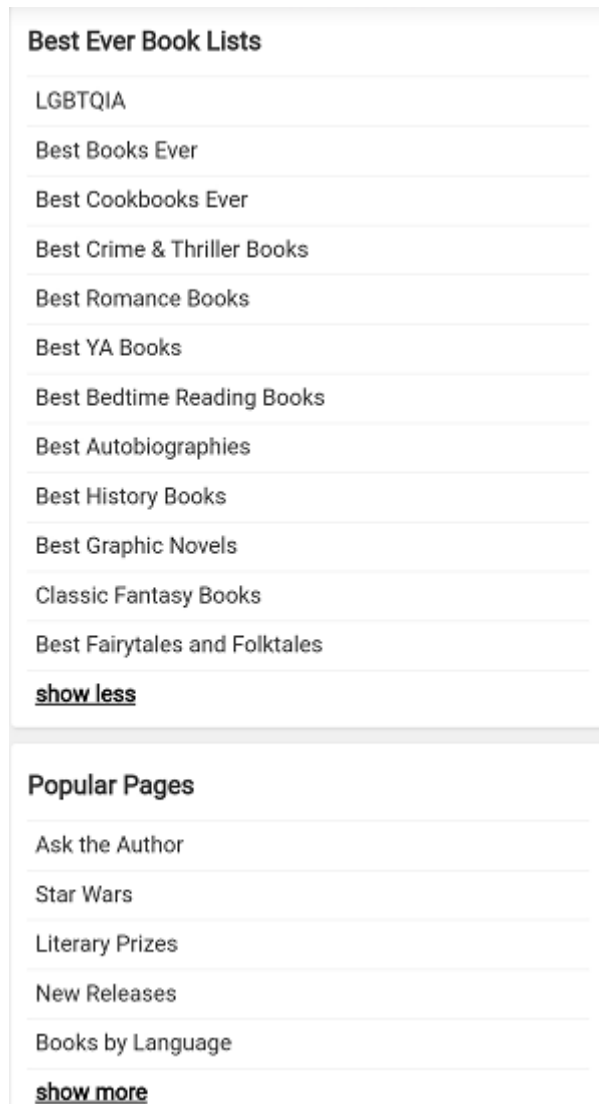 Best Ever Book Lists
LGBTQIA
Best Books Ever
Best Cookbooks Ever
Best Crime & Thriller Books
Best Romance Books
Best YA Books
Best Bedtime Reading Books
Best Autobiographies
Best History Books
Best Graphic Novels
Classic Fantasy Books
Best Fairytales and Folktales
show less
Popular Pages
Ask the Author
Star Wars
Literary Prizes
New Releases
Books by Language
show more